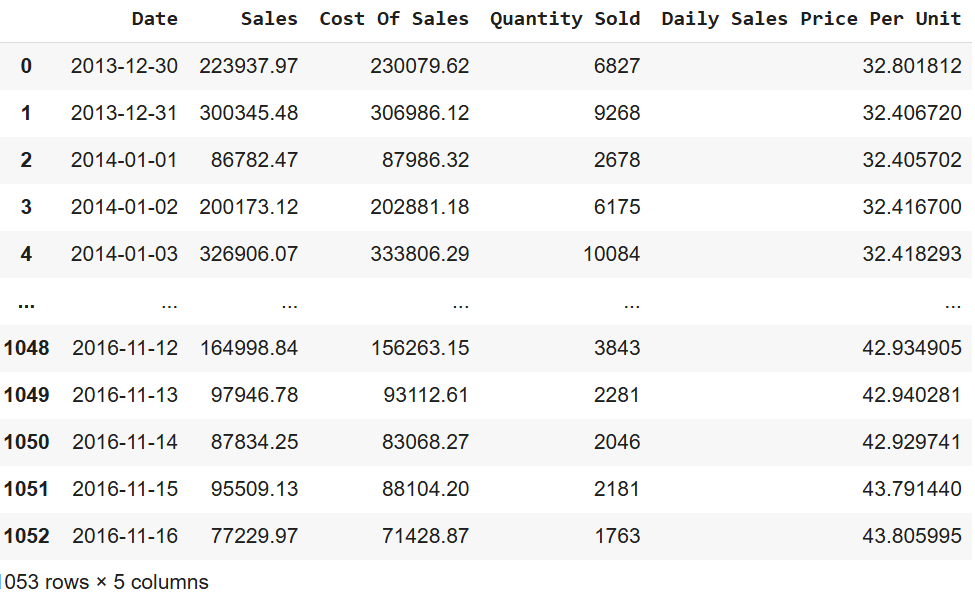 Date Sales Cost Of Sales Quantity Sold Daily Sales Price Per Unit
0 2013-12-30 223937.97 230079.62 6827 32.801812
1 2013-12-31 300345.48 306986.12 9268 32.406720
2 2014-01-01 86782.47 87986.32 2678 32.405702
3 2014-01-02 200173.12 202881.18 6175 32.416700
4 2014-01-03 326906.07 333806.29 10084 32.418293
... ... ... ... ... ...
1048 2016-11-12 164998.84 156263.15 3843 42.934905
1049 2016-11-13 97946.78 93112.61 2281 42.940281
1050 2016-11-14 87834.25 83068.27 2046 42.929741
1051 2016-11-15 95509.13 88104.20 2181 43.791440
1052 2016-11-16 77229.97 71428.87 1763 43.805995
1053 rows × 5 columns